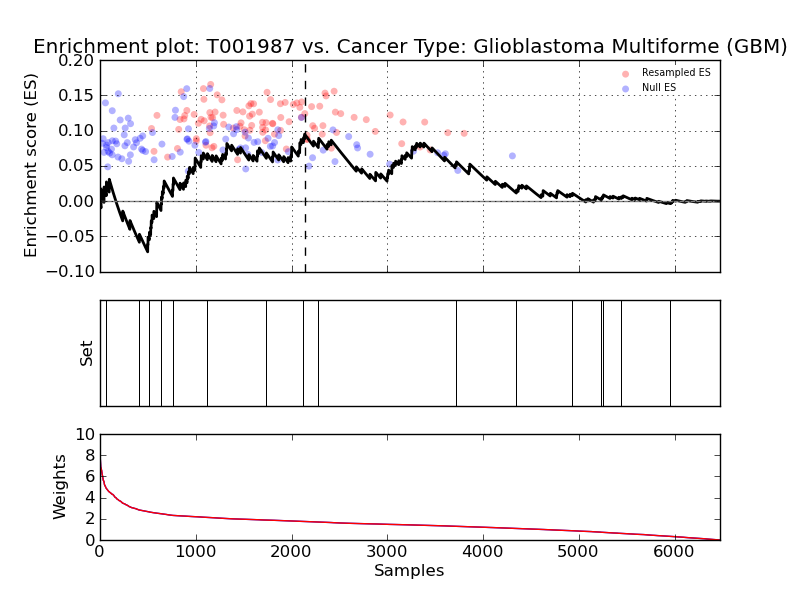 Enrichment plot: T001987 vs. Cancer Type: Glioblastoma Multiforme (GBM)
0.20
0.15
0.10
0.05
0.00
−0.05
−0.10
Enrichment score (ES)
Resampled ES
Null ES
Set
10
8
6
4
2
0
Weights
0 1000 2000 3000 4000 5000 6000
Samples